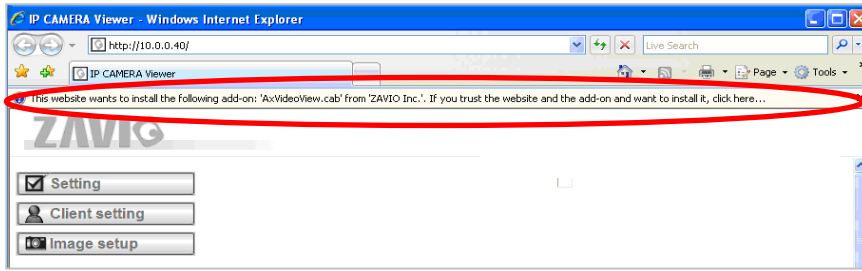 IP CAMERA Viewer - Windows Internet Explorer
http://10.0.0.40/
Live Search
IP CAMERA Viewer
Page
Tools
This website wants to install the following add-on: 'AxVideoView.cab' from 'ZAVIO Inc.'. If you trust the website and the add-on and want to install it, click here...
ZAVIO
Setting
Client setting
Image setup